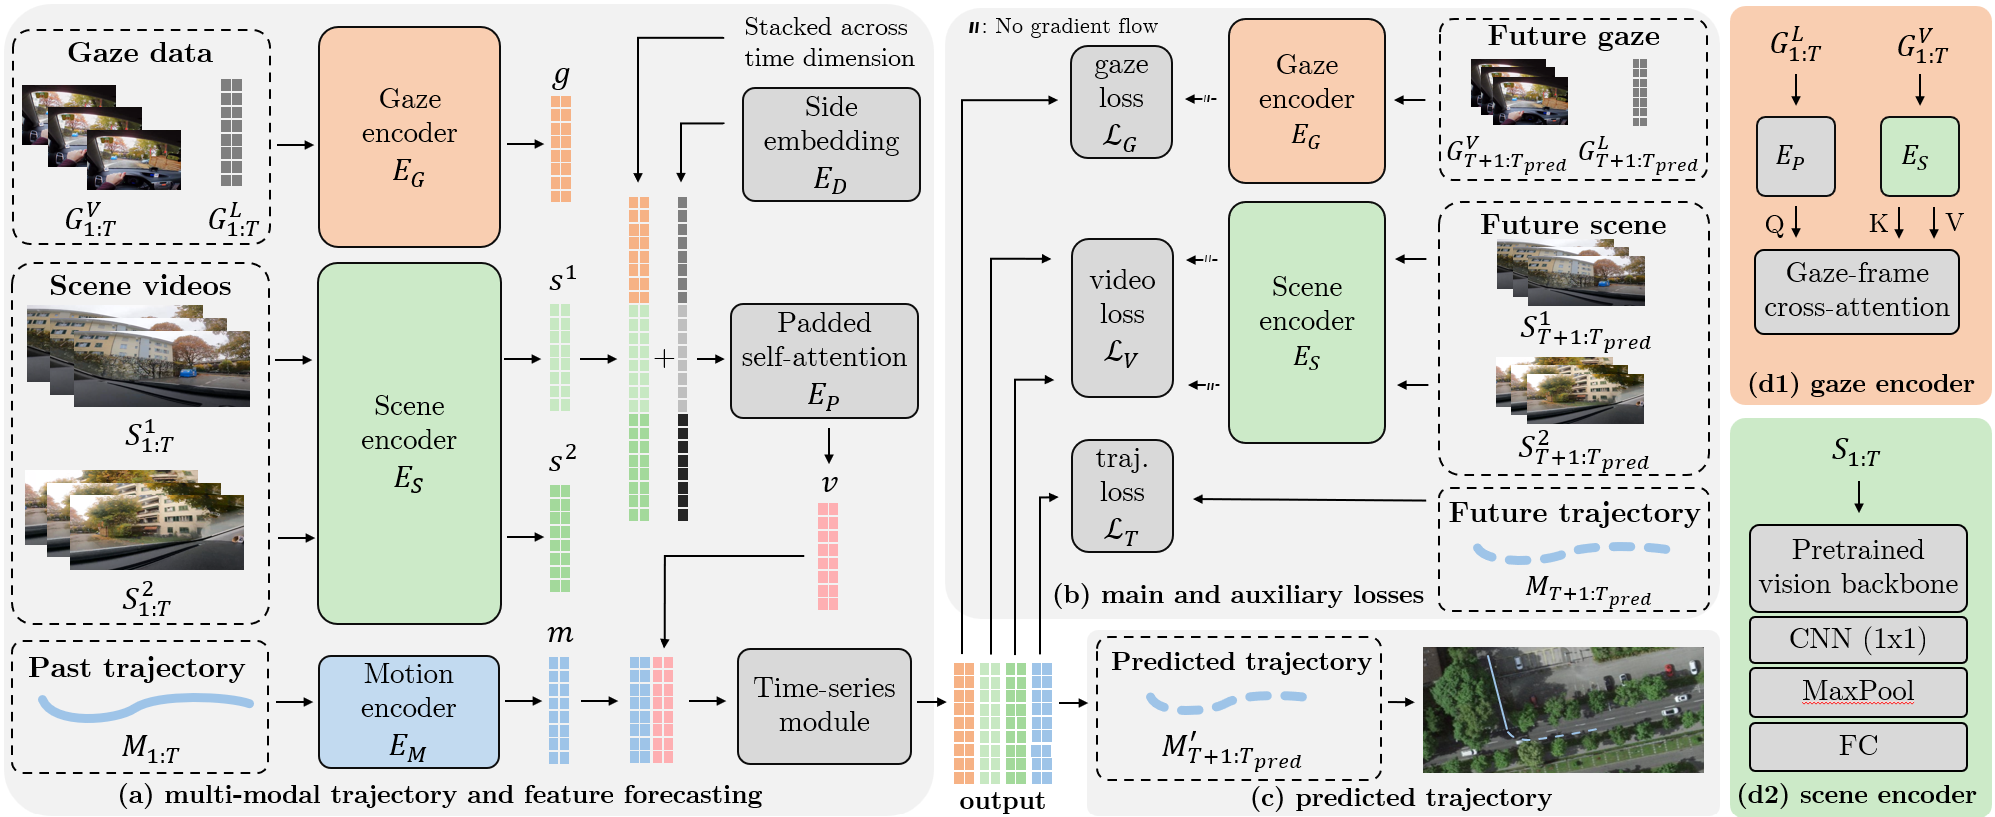 Gaze data
G^V_{1:T}
G^L_{1:T}
Gaze
encoder
E_G
g
Stacked across
time dimension
Side
embedding
E_D
Scene videos
S^1_{1:T}
S^2_{1:T}
Scene
encoder
E_S
s^1
s^2
+
Padded
self-attention
E_P
v
Past trajectory
M_{1:T}
Motion
encoder
E_M
m
Time-series
module
(a) multi-modal trajectory and feature forecasting
": No gradient flow
gaze
loss
ℒ_G
Gaze
encoder
E_G
Future gaze
G^V_{T+1:T_{pred}}
G^L_{T+1:T_{pred}}
video
loss
ℒ_V
Scene
encoder
E_S
Future scene
S^1_{T+1:T_{pred}}
S^2_{T+1:T_{pred}}
traj.
loss
ℒ_T
Future trajectory
M_{T+1:T_{pred}}
(b) main and auxiliary losses
output
Predicted trajectory
M'_{T+1:T_{pred}}
(c) predicted trajectory
G^L_{1:T}
G^V_{1:T}
E_P
E_S
Q
K
V
Gaze-frame
cross-attention
(d1) gaze encoder
S_{1:T}
Pretrained
vision backbone
CNN (1x1)
MaxPool
FC
(d2) scene encoder